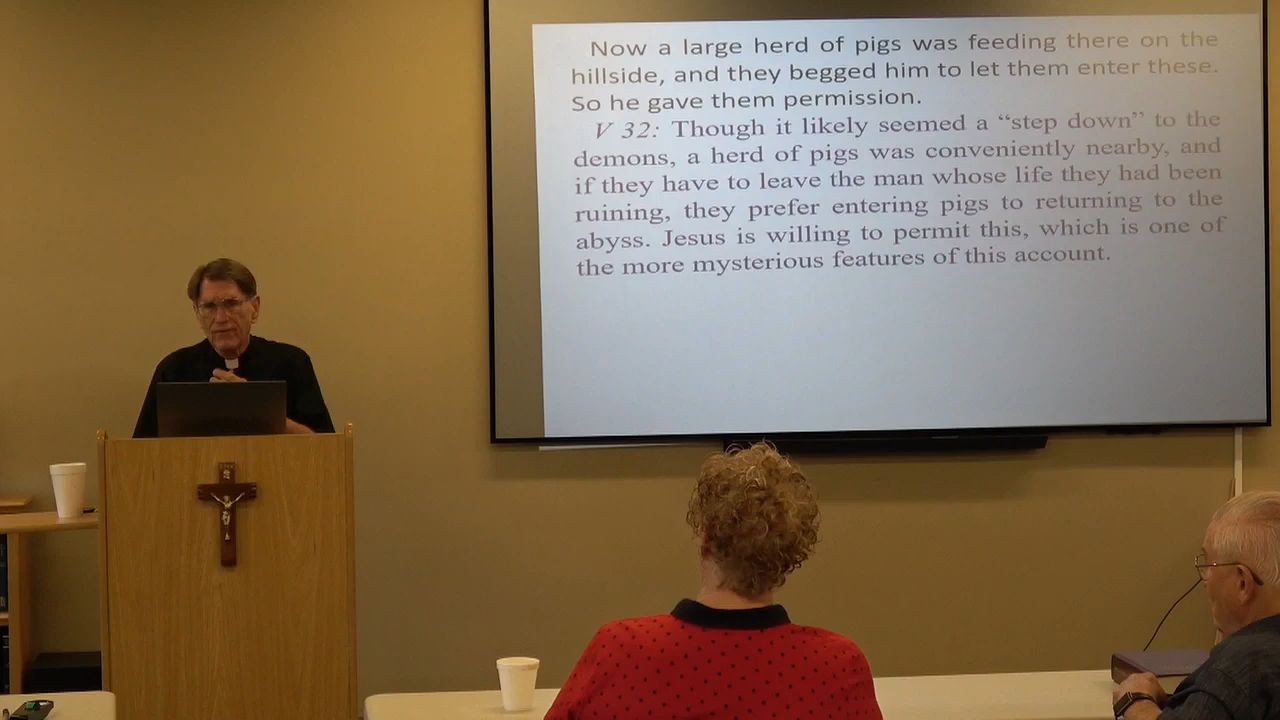 Now a large herd of pigs was feeding there on the
hillside, and they begged him to let them enter these.
So he gave them permission.
V 32: Though it likely seemed a “step down” to the
demons, a herd of pigs was conveniently nearby, and
if they have to leave the man whose life they had been
ruining, they prefer entering pigs to returning to the
abyss. Jesus is willing to permit this, which is one of
the more mysterious features of this account.